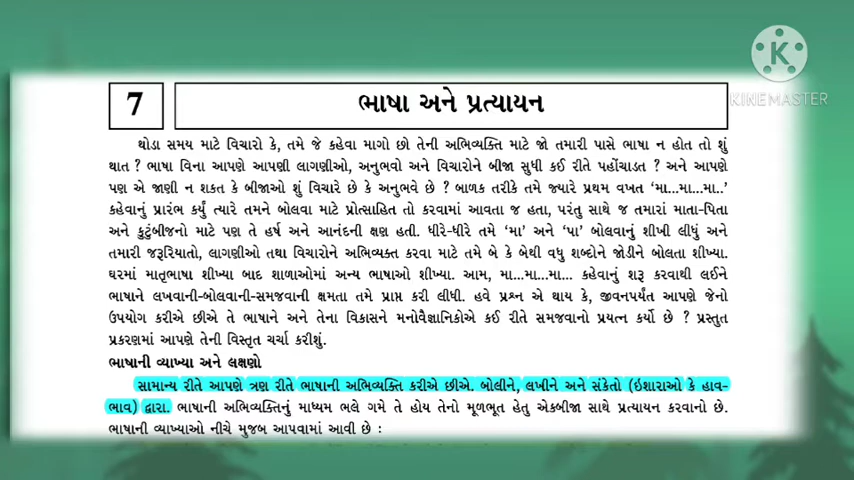 KINEMASTER
7
ભાષા અને પ્રત્યાયન
થોડા સમય માટે વિચારો કે, તમે જે કહેવા માગો છો તેની અભિવ્યક્તિ માટે જો તમારી પાસે ભાષા ન હોત તો શું
થાત ? ભાષા વિના આપણે આપણી લાગણીઓ, અનુભવો અને વિચારોને બીજા સુધી કઈ રીતે પહોંચાડત ? અને આપણે
પણ એ જાણી ન શક્ત કે બીજાઓ શું વિચારે છે કે અનુભવે છે ? બાળક તરીકે તમે જ્યારે પ્રથમ વખત ‘મા...મા...મા..’
કહેવાનું પ્રારંભ કર્યું ત્યારે તમને બોલવા માટે પ્રોત્સાહિત તો કરવામાં આવતા જ હતા, પરંતુ સાથે જ તમારાં માતા-પિતા
અને કુટુંબીજનો માટે પણ તે હર્ષ અને આનંદની ક્ષણ હતી. ધીરે-ધીરે તમે ‘મા’ અને ‘પા’ બોલવાનું શીખી લીધું અને
તમારી જરૂરિયાતો, લાગણીઓ તથા વિચારોને અભિવ્યક્ત કરવા માટે તમે બે કે બેથી વધુ શબ્દોને જોડીને બોલતા શીખ્યા.
ઘરમાં માતૃભાષા શીખ્યા બાદ શાળાઓમાં અન્ય ભાષાઓ શીખ્યા. આમ, મા...મા...મા... કહેવાનું શરૂ કરવાથી લઈને
ભાષાને લખવાની-બોલવાની-સમજવાની ક્ષમતા તમે પ્રાપ્ત કરી લીધી. હવે પ્રશ્ન એ થાય કે, જીવનપર્યંત આપણે જેનો
ઉપયોગ કરીએ છીએ તે ભાષાને અને તેના વિકાસને મનોવૈજ્ઞાનિકોએ કઈ રીતે સમજવાનો પ્રયત્ન કર્યો છે ? પ્રસ્તુત
પ્રકરણમાં આપણે તેની વિસ્તૃત ચર્ચા કરીશું.
ભાષાની વ્યાખ્યા અને લક્ષણો
સામાન્ય રીતે આપણે ત્રણ રીતે ભાષાની અભિવ્યક્તિ કરીએ છીએ. બોલીને, લખીને અને સંકેતો (ઇશારાઓ કે હાવ-
ભાવ) દ્વારા. ભાષાની અભિવ્યક્તિનું માધ્યમ ભલે ગમે તે હોય તેનો મૂળભૂત હેતુ એકબીજા સાથે પ્રત્યાયન કરવાનો છે.
ભાષાની વ્યાખ્યાઓ નીચે મુજબ આપવામાં આવી છે :